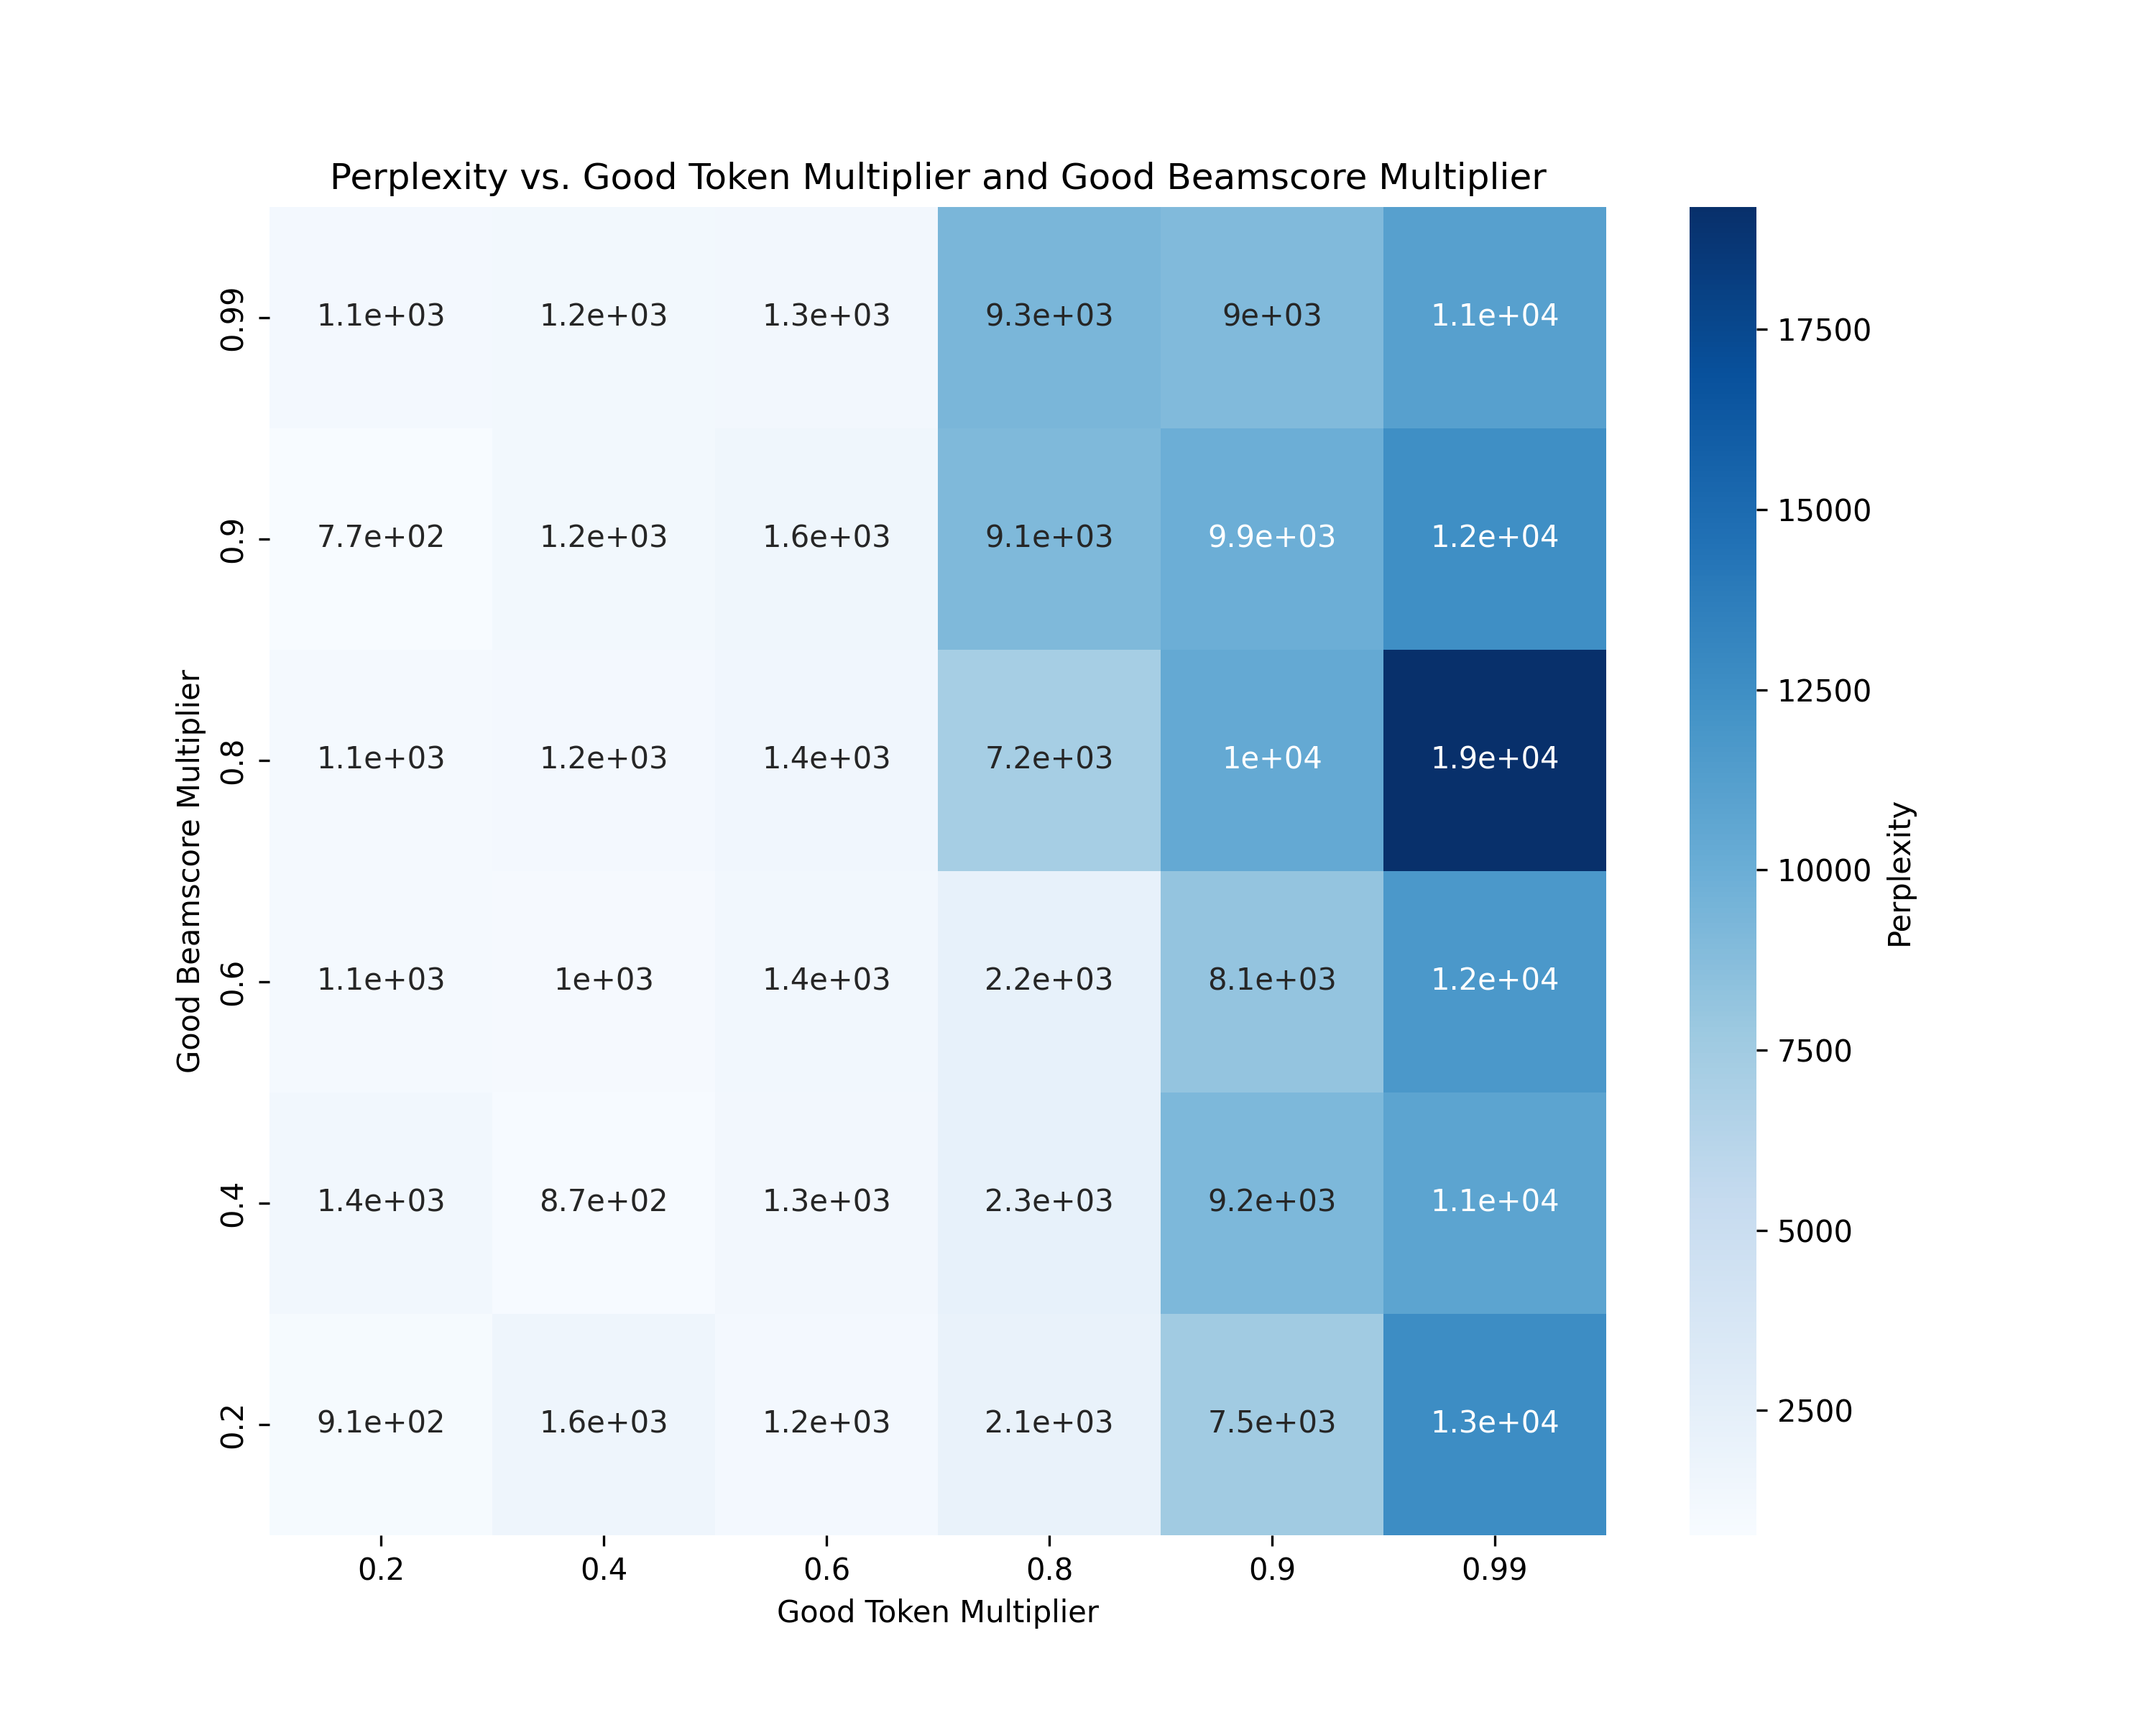 Perplexity vs. Good Token Multiplier and Good Beamscore Multiplier
0.99 1.1e+03 1.2e+03 1.3e+03 9.3e+03 9e+03 1.1e+04
0.9 7.7e+02 1.2e+03 1.6e+03 9.1e+03 9.9e+03 1.2e+04
0.8 1.1e+03 1.2e+03 1.4e+03 7.2e+03 1e+04 1.9e+04
0.6 1.1e+03 1e+03 1.4e+03 2.2e+03 8.1e+03 1.2e+04
0.4 1.4e+03 8.7e+02 1.3e+03 2.3e+03 9.2e+03 1.1e+04
0.2 9.1e+02 1.6e+03 1.2e+03 2.1e+03 7.5e+03 1.3e+04
0.2 0.4 0.6 0.8 0.9 0.99
Good Token Multiplier
Good Beamscore Multiplier
17500
15000
12500
10000
7500
5000
2500
Perplexity